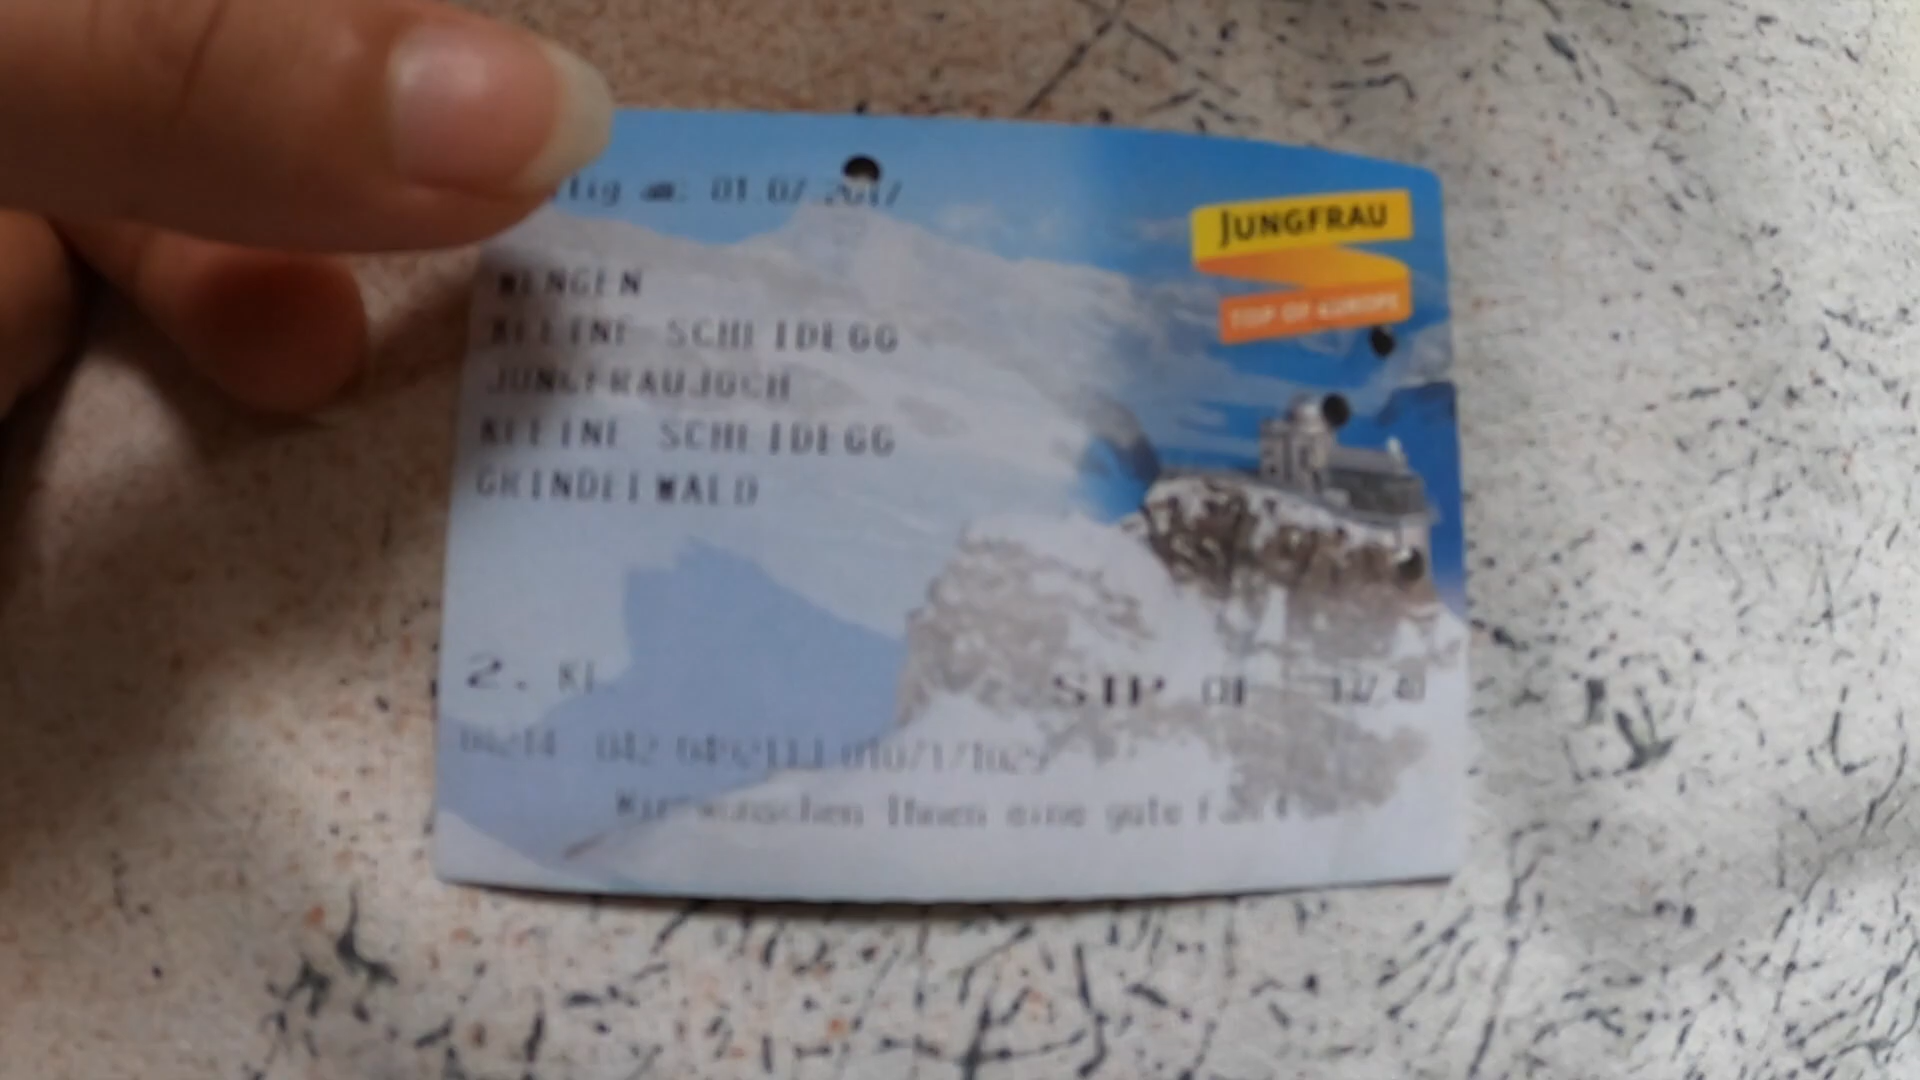 01.07.2017
JUNGFRAU
TOP OF EUROPE
WENGEN
KLEINE SCHEIDEGG
JUNGFRAUJOCH
KLEINE SCHEIDEGG
GRINDELWALD
2. Kl.
Wir wünschen Ihnen eine gute Fahrt